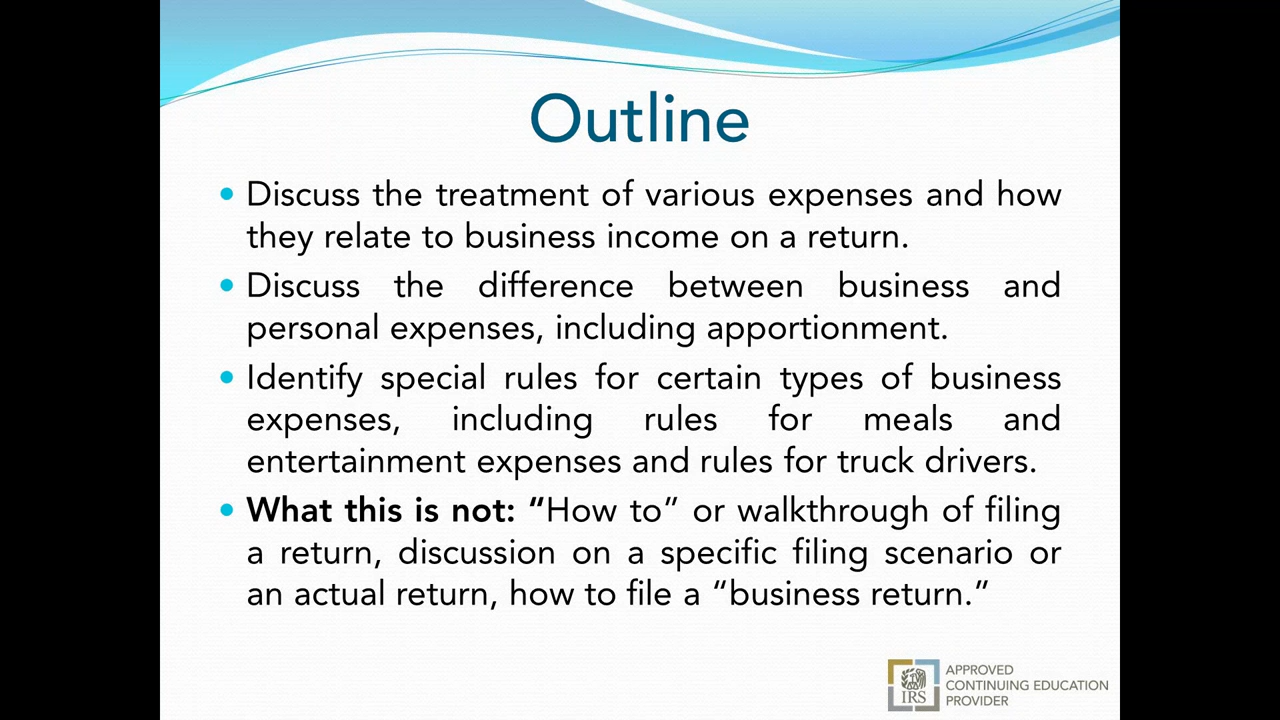 Outline
• Discuss the treatment of various expenses and how
they relate to business income on a return.
• Discuss the difference between business and
personal expenses, including apportionment.
• Identify special rules for certain types of business
expenses, including rules for meals and
entertainment expenses and rules for truck drivers.
• What this is not: “How to” or walkthrough of filing
a return, discussion on a specific filing scenario or
an actual return, how to file a “business return.”
IRS
APPROVED
CONTINUING EDUCATION
PROVIDER